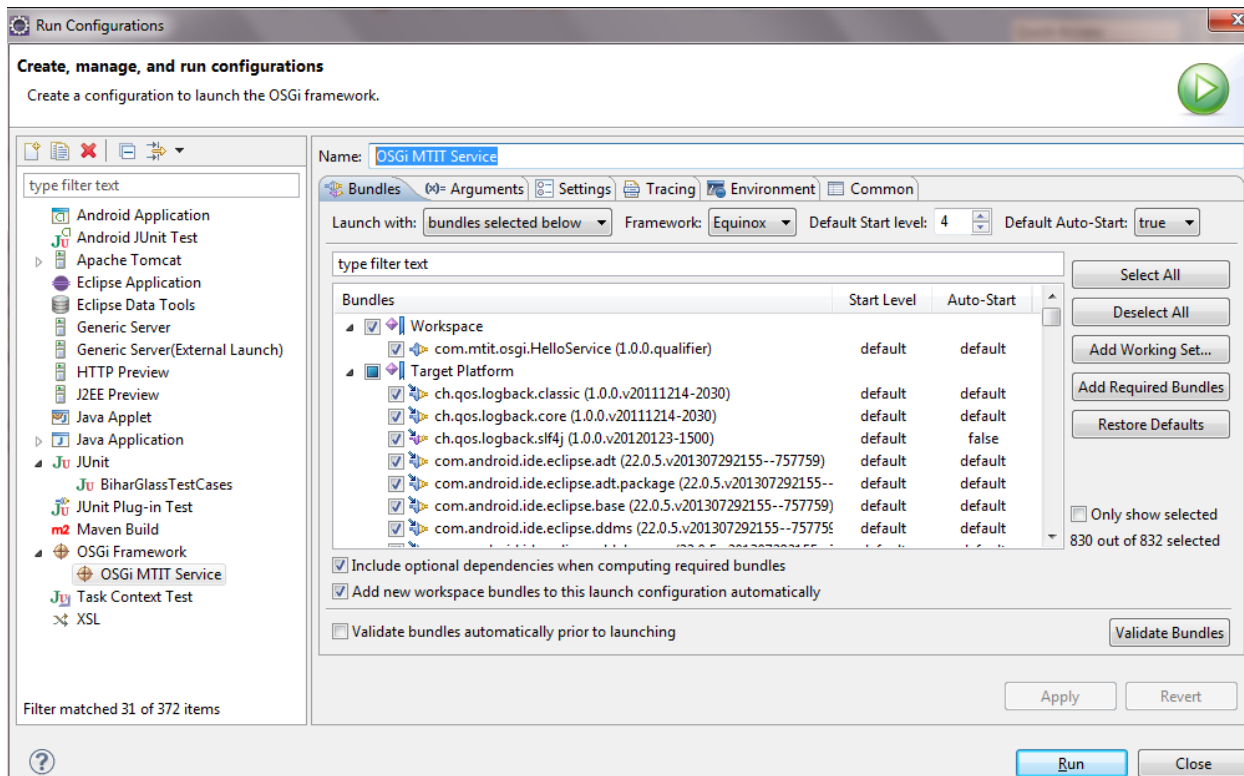 Run Configurations
Create, manage, and run configurations
Create a configuration to launch the OSGi framework.
type filter text
Android Application
Android JUnit Test
Apache Tomcat
Eclipse Application
Eclipse Data Tools
Generic Server
Generic Server(External Launch)
HTTP Preview
J2EE Preview
Java Applet
Java Application
JUnit
BiharGlassTestCases
JUnit Plug-in Test
m2 Maven Build
OSGi Framework
OSGi MTIT Service
Task Context Test
XSL
Filter matched 31 of 372 items
Name: OSGi MTIT Service
Bundles (x)= Arguments Settings Tracing Environment Common
Launch with: bundles selected below Framework: Equinox Default Start level: 4 Default Auto-Start: true
type filter text
Bundles Start Level Auto-Start
Workspace
com.mtit.osgi.HelloService (1.0.0.qualifier) default default
Target Platform
ch.qos.logback.classic (1.0.0.v20111214-2030) default default
ch.qos.logback.core (1.0.0.v20111214-2030) default default
ch.qos.logback.slf4j (1.0.0.v20120123-1500) default false
com.android.ide.eclipse.adt (22.0.5.v201307292155--757759) default default
com.android.ide.eclipse.adt.package (22.0.5.v201307292155-- default default
com.android.ide.eclipse.base (22.0.5.v201307292155--757759) default default
com.android.ide.eclipse.ddms (22.0.5.v201307292155--75775 default default
Select All
Deselect All
Add Working Set...
Add Required Bundles
Restore Defaults
Only show selected
830 out of 832 selected
Include optional dependencies when computing required bundles
Add new workspace bundles to this launch configuration automatically
Validate bundles automatically prior to launching
Validate Bundles
Apply Revert
? Run Close